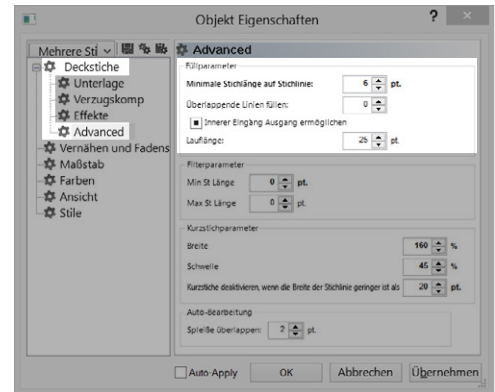 Objekt Eigenschaften
?
Mehrere Sti
Deckstiche
Unterlage
Verzugskomp
Effekte
Advanced
Vernähen und Fadens
Maßstab
Farben
Ansicht
Stile
Advanced
Füllparameter
Minimale Stichlänge auf Stichlinie: 6 pt.
Überlappende Linien füllen: 0
Innerer Eingäng Ausgang ermöglichen
Lauflänge: 25 pt.
Filterparameter
Min St Länge 0 pt.
Max St Länge 0 pt.
Kurzstichparameter
Breite 160 %
Schwelle 45 %
Kurzstiche deaktivieren, wenn die Breite der Stichlinie geringer ist als 20 pt.
Auto-Bearbeitung
Spleiße Überlappen: 2 pt.
Auto-Apply OK Abbrechen Übernehmen